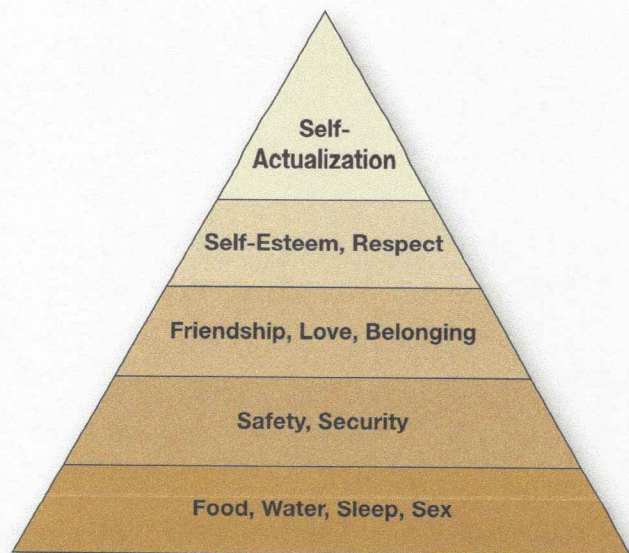 Self-
Actualization
Self-Esteem, Respect
Friendship, Love, Belonging
Safety, Security
Food, Water, Sleep, Sex